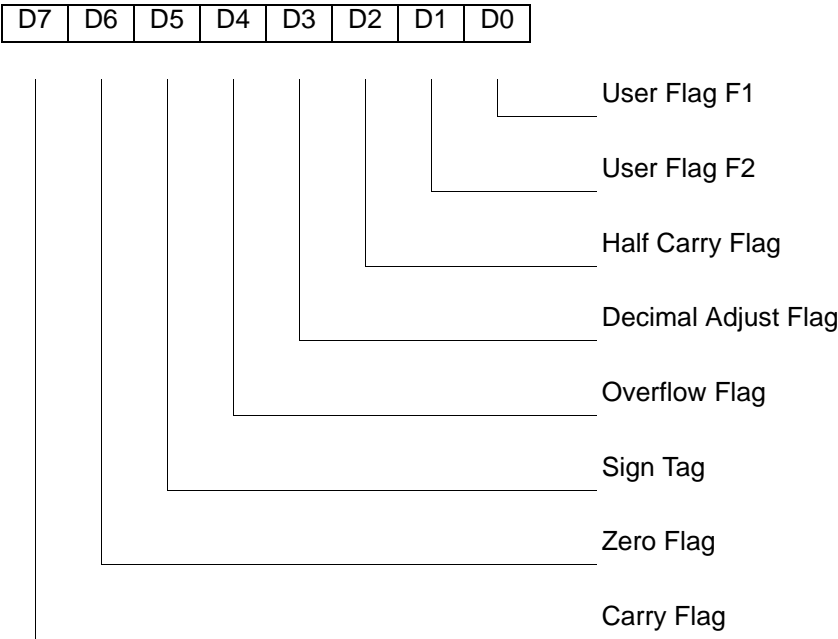 D7 D6 D5 D4 D3 D2 D1 D0
User Flag F1
User Flag F2
Half Carry Flag
Decimal Adjust Flag
Overflow Flag
Sign Tag
Zero Flag
Carry Flag